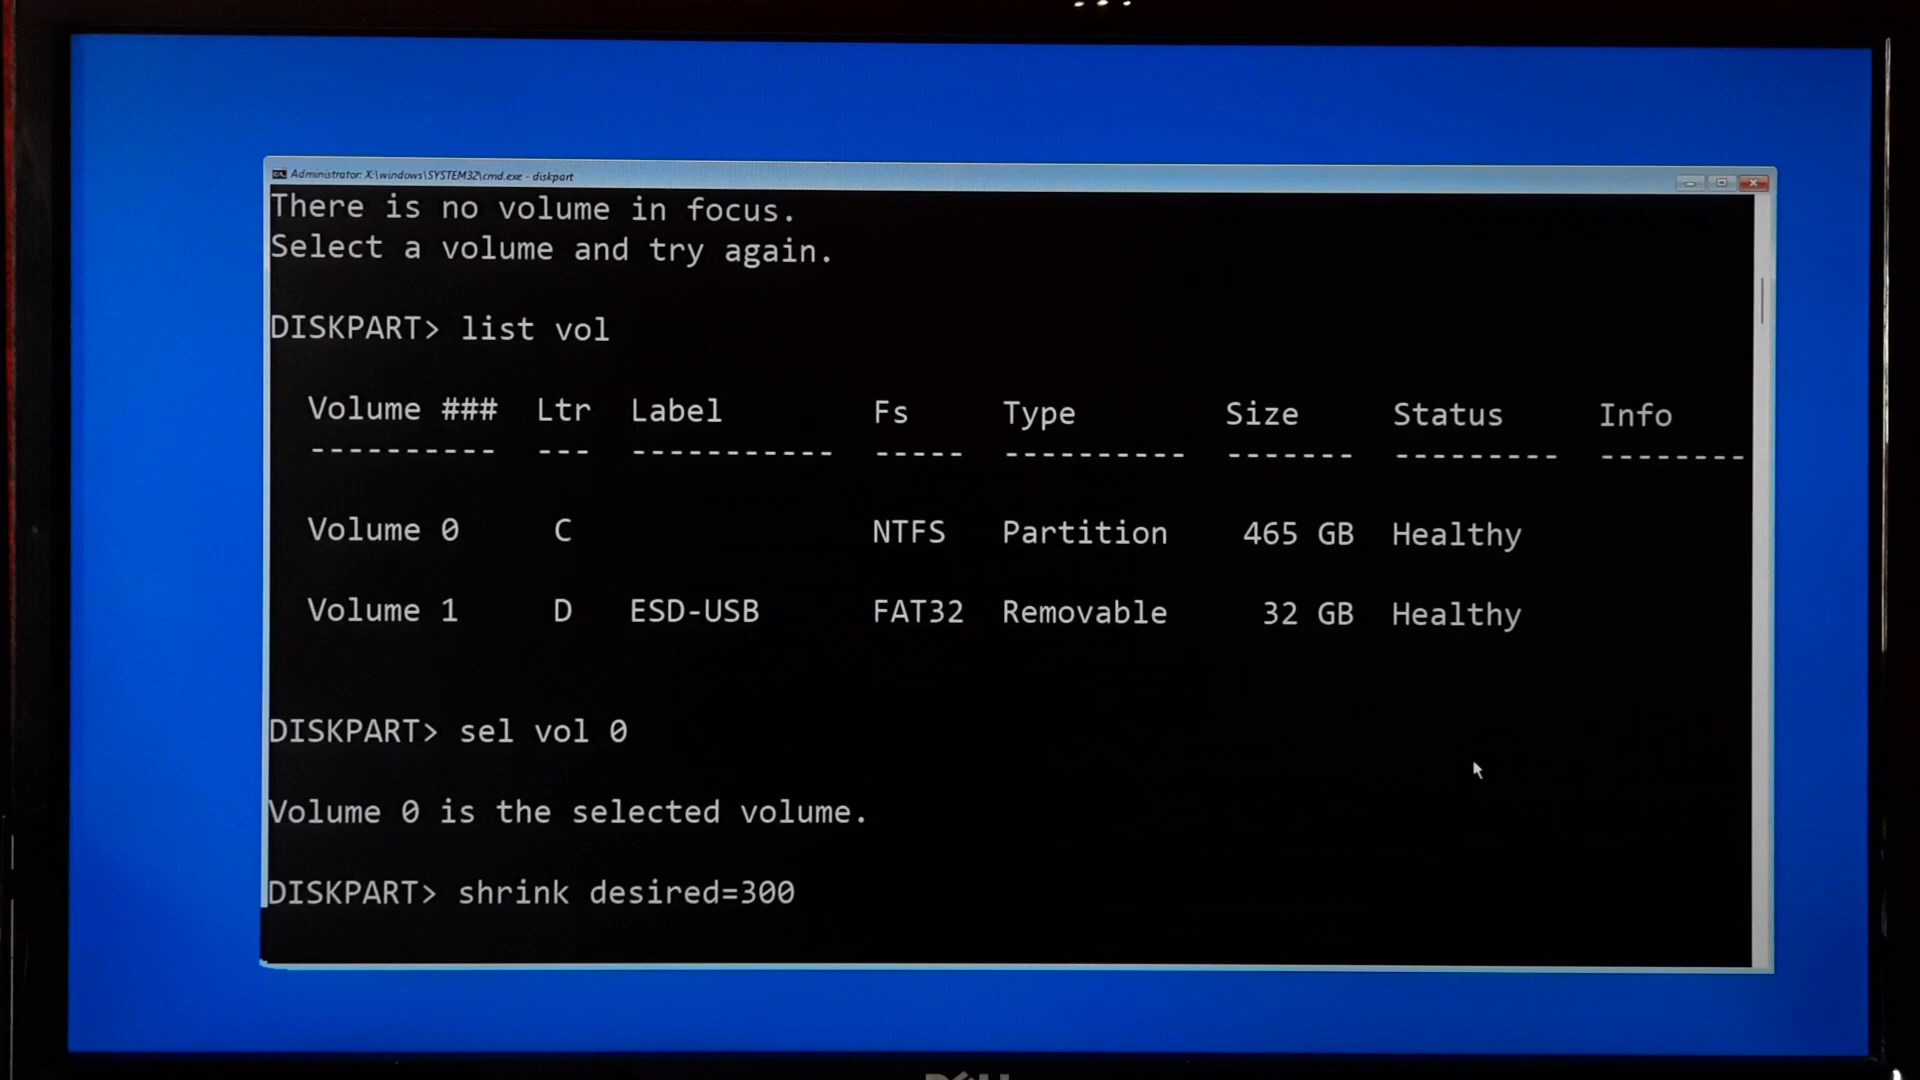 Administrator: X:\windows\SYSTEM32\cmd.exe - diskpart
There is no volume in focus.
Select a volume and try again.
DISKPART> list vol
Volume ### Ltr Label Fs Type Size Status Info
---------- --- ----------- ----- ---------- ------- --------- --------
Volume 0 C NTFS Partition 465 GB Healthy
Volume 1 D ESD-USB FAT32 Removable 32 GB Healthy
DISKPART> sel vol 0
Volume 0 is the selected volume.
DISKPART> shrink desired=300